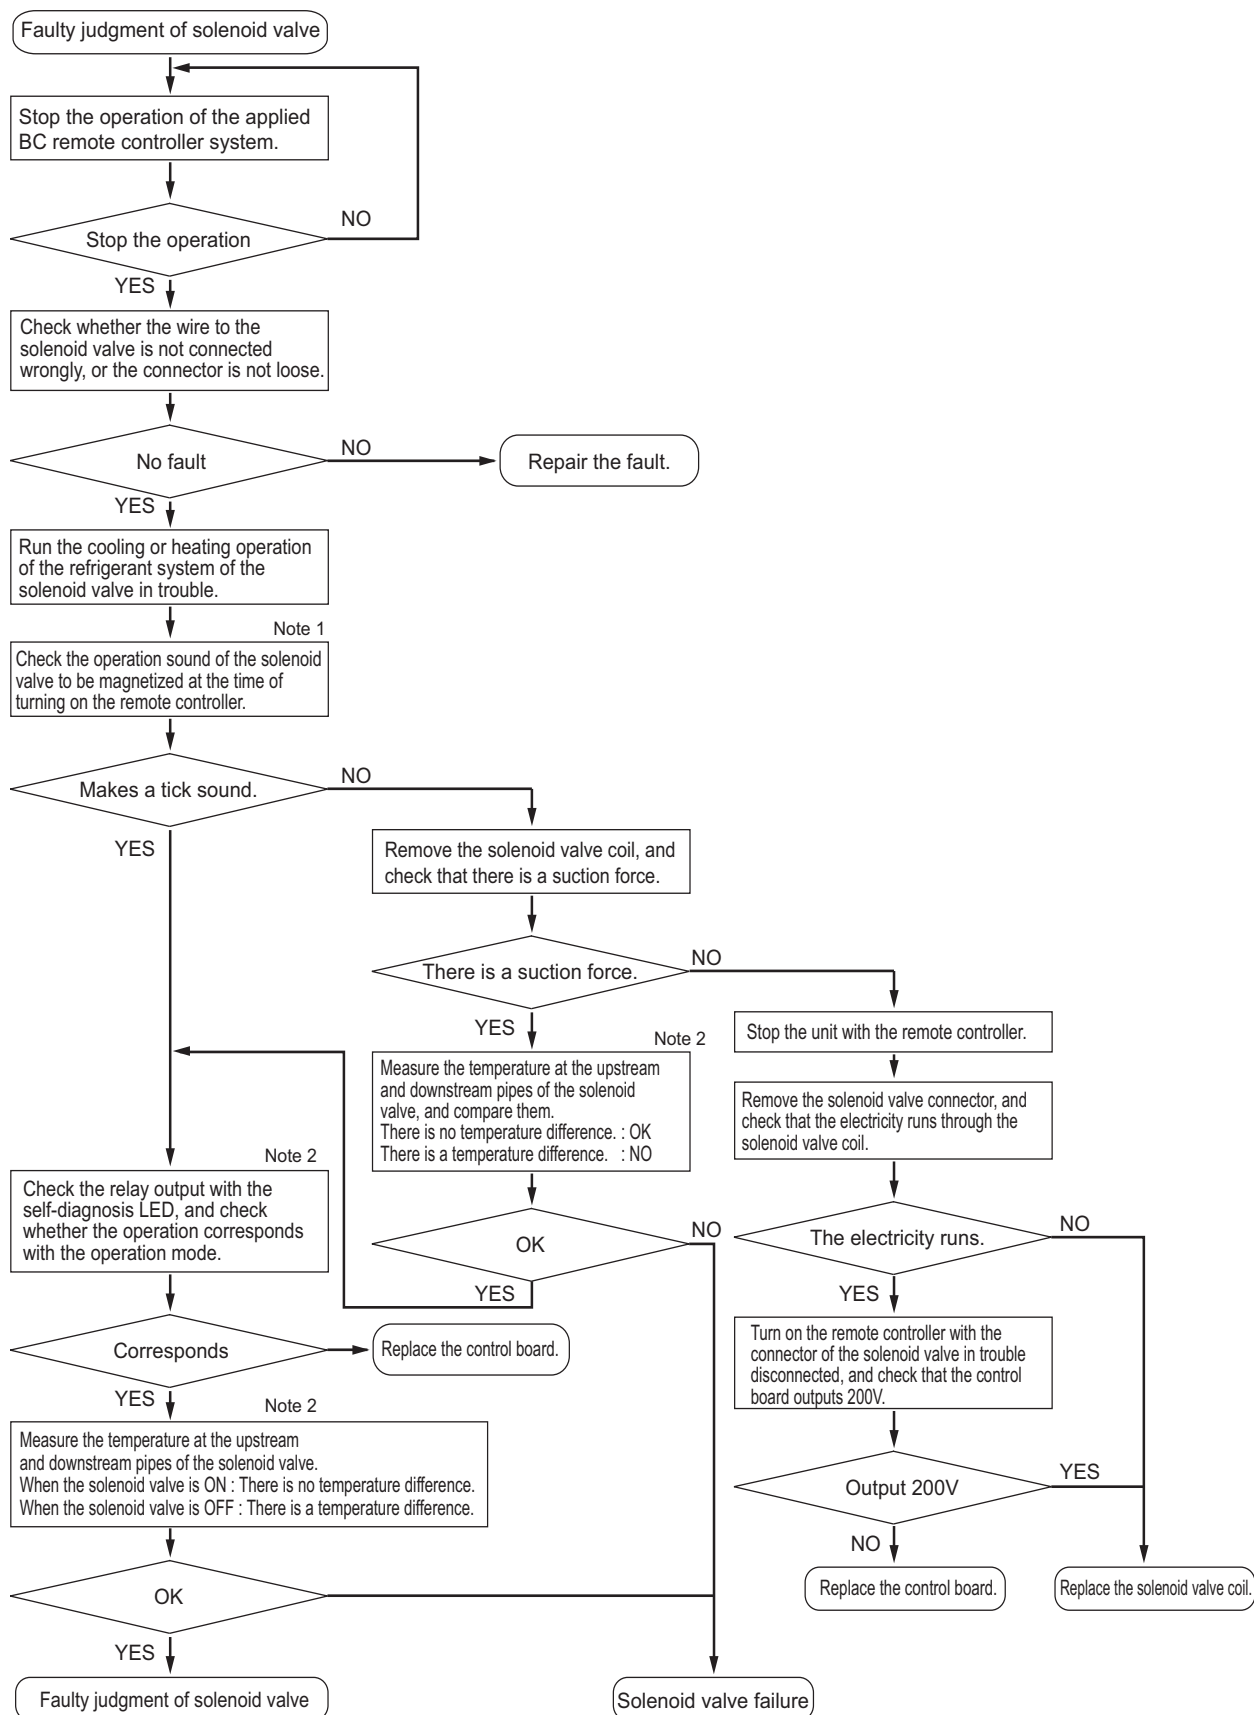 Faulty judgment of solenoid valve
Stop the operation of the applied
BC remote controller system.
NO
Stop the operation
YES
Check whether the wire to the
solenoid valve is not connected
wrongly, or the connector is not loose.
NO
No fault
Repair the fault.
YES
Run the cooling or heating operation
of the refrigerant system of the
solenoid valve in trouble.
Note 1
Check the operation sound of the solenoid
valve to be magnetized at the time of
turning on the remote controller.
NO
Makes a tick sound.
YES
Remove the solenoid valve coil, and
check that there is a suction force.
NO
There is a suction force.
YES
Note 2
Measure the temperature at the upstream
and downstream pipes of the solenoid
valve, and compare them.
There is no temperature difference. : OK
There is a temperature difference. : NO
Stop the unit with the remote controller.
Remove the solenoid valve connector, and
check that the electricity runs through the
solenoid valve coil.
Note 2
Check the relay output with the
self-diagnosis LED, and check
whether the operation corresponds
with the operation mode.
NO
OK
YES
NO
The electricity runs.
YES
Corresponds
Replace the control board.
Turn on the remote controller with the
connector of the solenoid valve in trouble
disconnected, and check that the control
board outputs 200V.
YES
Note 2
Measure the temperature at the upstream
and downstream pipes of the solenoid valve.
When the solenoid valve is ON : There is no temperature difference.
When the solenoid valve is OFF : There is a temperature difference.
YES
Output 200V
NO
Replace the control board.
Replace the solenoid valve coil.
OK
YES
Faulty judgment of solenoid valve
Solenoid valve failure